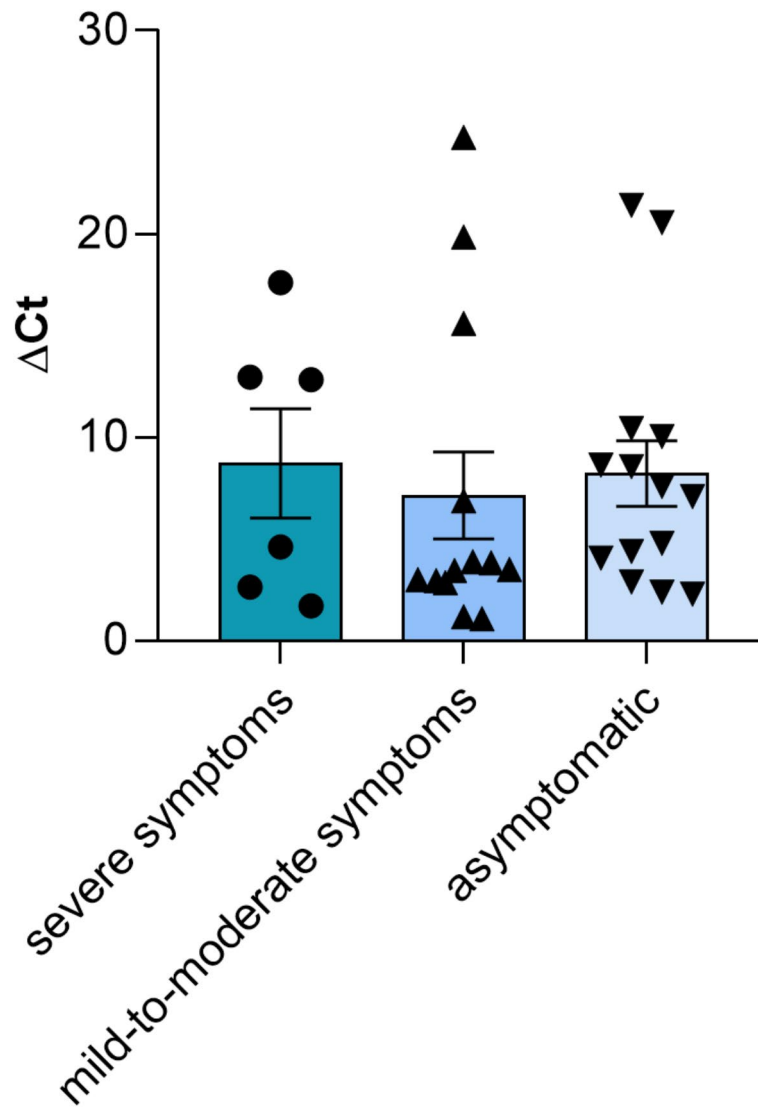 30
20
10
0
ΔCt
severe symptoms
mild-to-moderate symptoms
asymptomatic